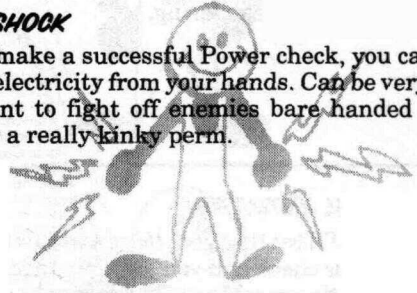 SHOCK
make a successful Power check, you ca
electricity from your hands. Can be very
nt to fight off enemies bare handed
a really kinky perm.